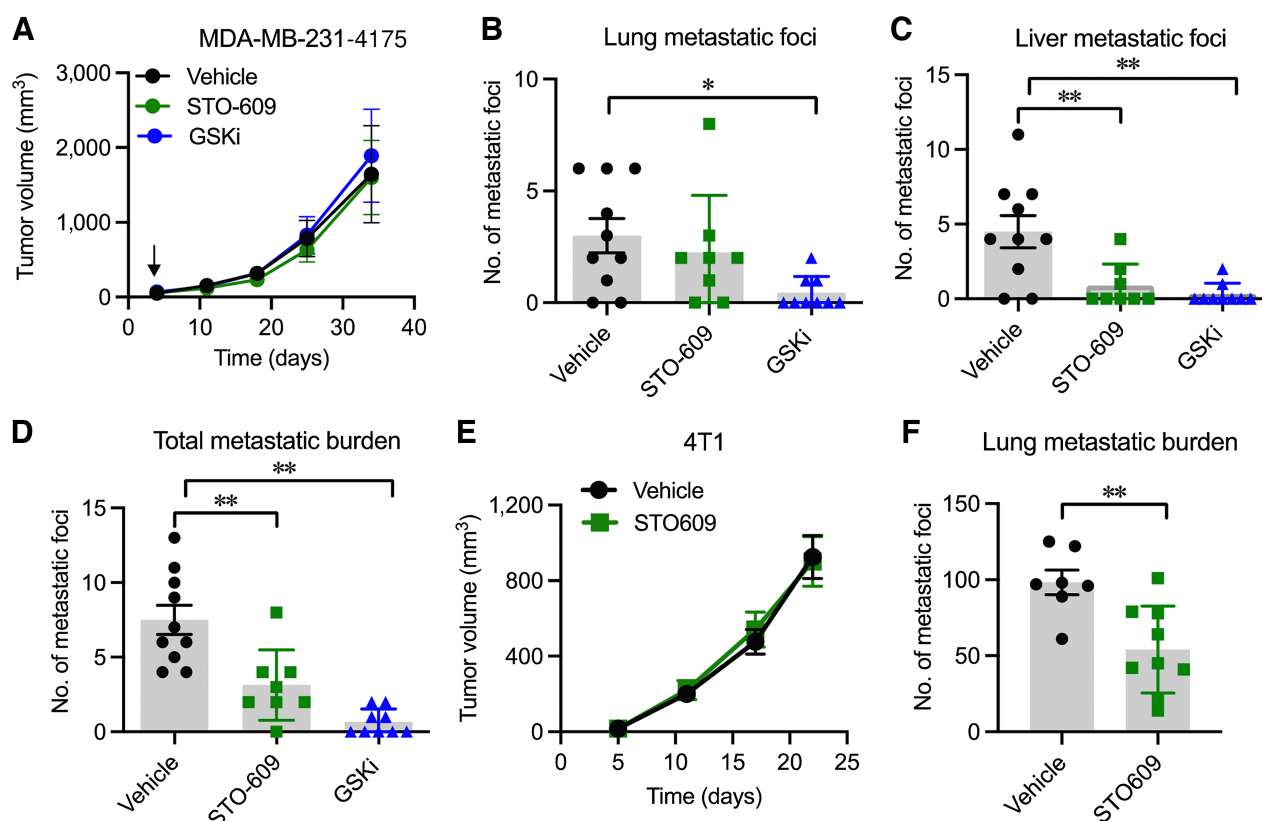 A
MDA-MB-231-4175
Tumor volume (mm³)
3,000
2,000
1,000
0
0 10 20 30 40
Time (days)
Vehicle
STO-609
GSKi
B
Lung metastatic foci
No. of metastatic foci
10
5
0
*
Vehicle
STO-609
GSKi
C
Liver metastatic foci
No. of metastatic foci
15
10
5
0
**
**
Vehicle
STO-609
GSKi
D
Total metastatic burden
No. of metastatic foci
15
10
5
0
**
**
Vehicle
STO-609
GSKi
E
4T1
Tumor volume (mm³)
1,200
800
400
0
0 5 10 15 20 25
Time (days)
Vehicle
STO609
F
Lung metastatic burden
No. of metastatic foci
150
100
50
0
**
Vehicle
STO609